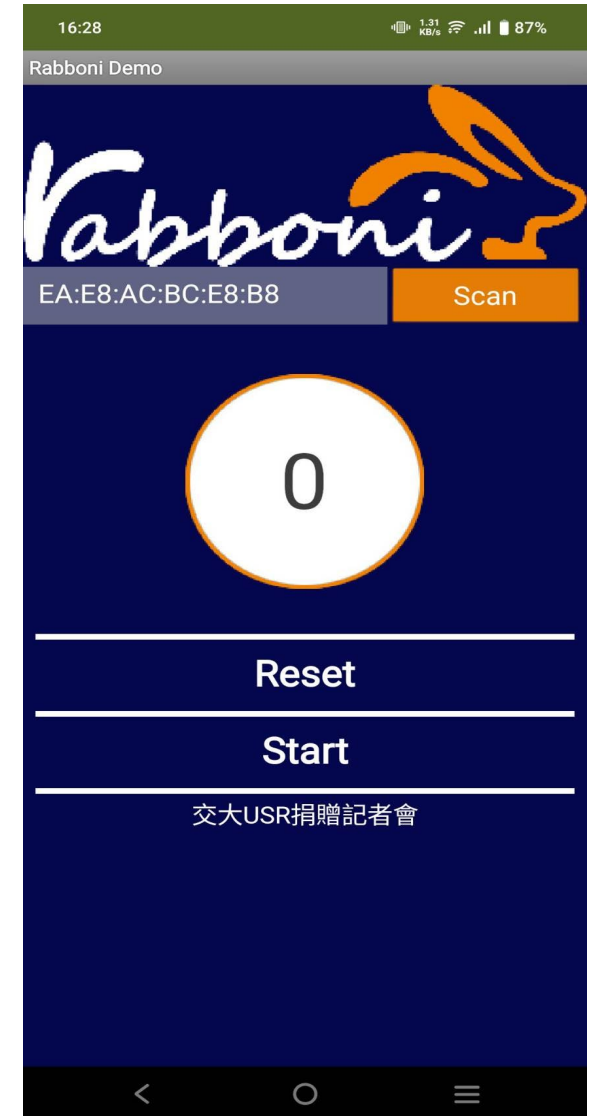 16:28 1.31 KB/s 87%
Rabboni Demo
rabboni
EA:E8:AC:BC:E8:B8 Scan
0
Reset
Start
交大USR捐贈記者會